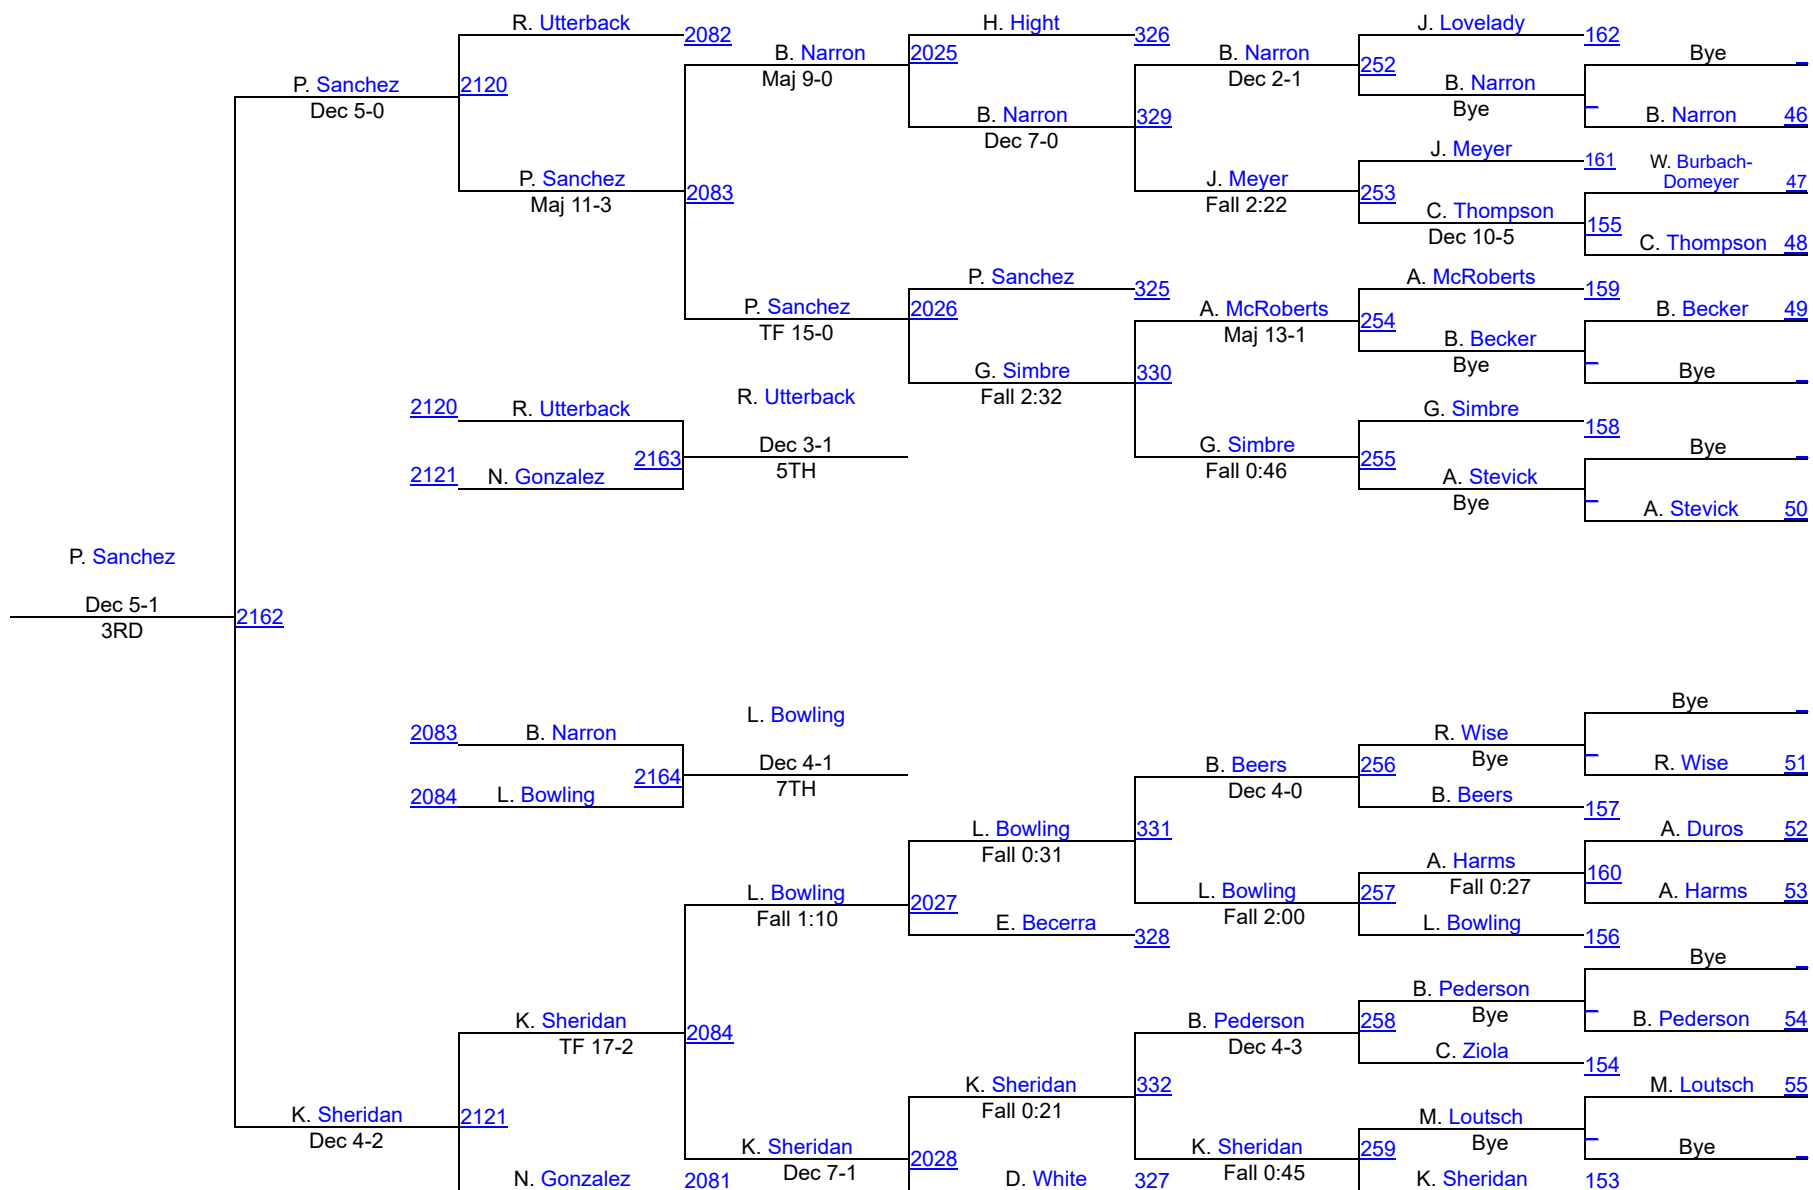 R. Utterback 2082
H. Hight 326
J. Lovelady 162
B. Narron 2025
Maj 9-0
B. Narron 252
Dec 2-1
Bye
P. Sanchez 2120
Dec 5-0
B. Narron
Bye
B. Narron 329
Dec 7-0
B. Narron 46
J. Meyer 161
W. Burbach-
Domeyer 47
P. Sanchez 2083
Maj 11-3
J. Meyer 253
Fall 2:22
C. Thompson 155
Dec 10-5
C. Thompson 48
P. Sanchez 325
A. McRoberts 159
P. Sanchez 2026
TF 15-0
A. McRoberts 254
Maj 13-1
B. Becker 49
B. Becker
Bye
G. Simbre 330
Fall 2:32
Bye
R. Utterback
2120 R. Utterback
G. Simbre 158
Dec 3-1
5TH
2163
G. Simbre 255
Fall 0:46
Bye
2121 N. Gonzalez
A. Stevick
Bye
A. Stevick 50
P. Sanchez
Dec 5-1
3RD
2162
Bye
L. Bowling
2083 B. Narron
R. Wise
Bye
Dec 4-1
7TH
2164
B. Beers 256
Dec 4-0
R. Wise 51
2084 L. Bowling
B. Beers 157
L. Bowling 331
Fall 0:31
A. Duros 52
A. Harms 160
Fall 0:27
L. Bowling 2027
Fall 1:10
L. Bowling 257
Fall 2:00
A. Harms 53
E. Becerra 328
L. Bowling 156
Bye
B. Pederson
Bye
K. Sheridan 2084
TF 17-2
B. Pederson 258
Dec 4-3
B. Pederson 54
C. Ziola 154
K. Sheridan 332
Fall 0:21
M. Loutsch 55
K. Sheridan 2121
Dec 4-2
M. Loutsch
Bye
K. Sheridan 2028
Dec 7-1
K. Sheridan 259
Fall 0:45
Bye
N. Gonzalez 2081
D. White 327
K. Sheridan 153